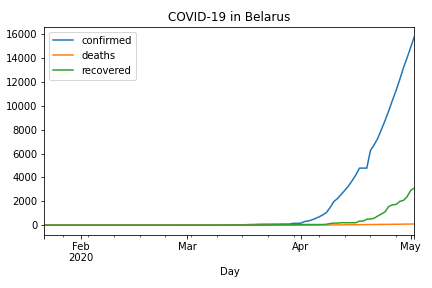 COVID-19 in Belarus
confirmed
deaths
recovered
16000
14000
12000
10000
8000
6000
4000
2000
0
Feb
2020
Mar
Apr
May
Day